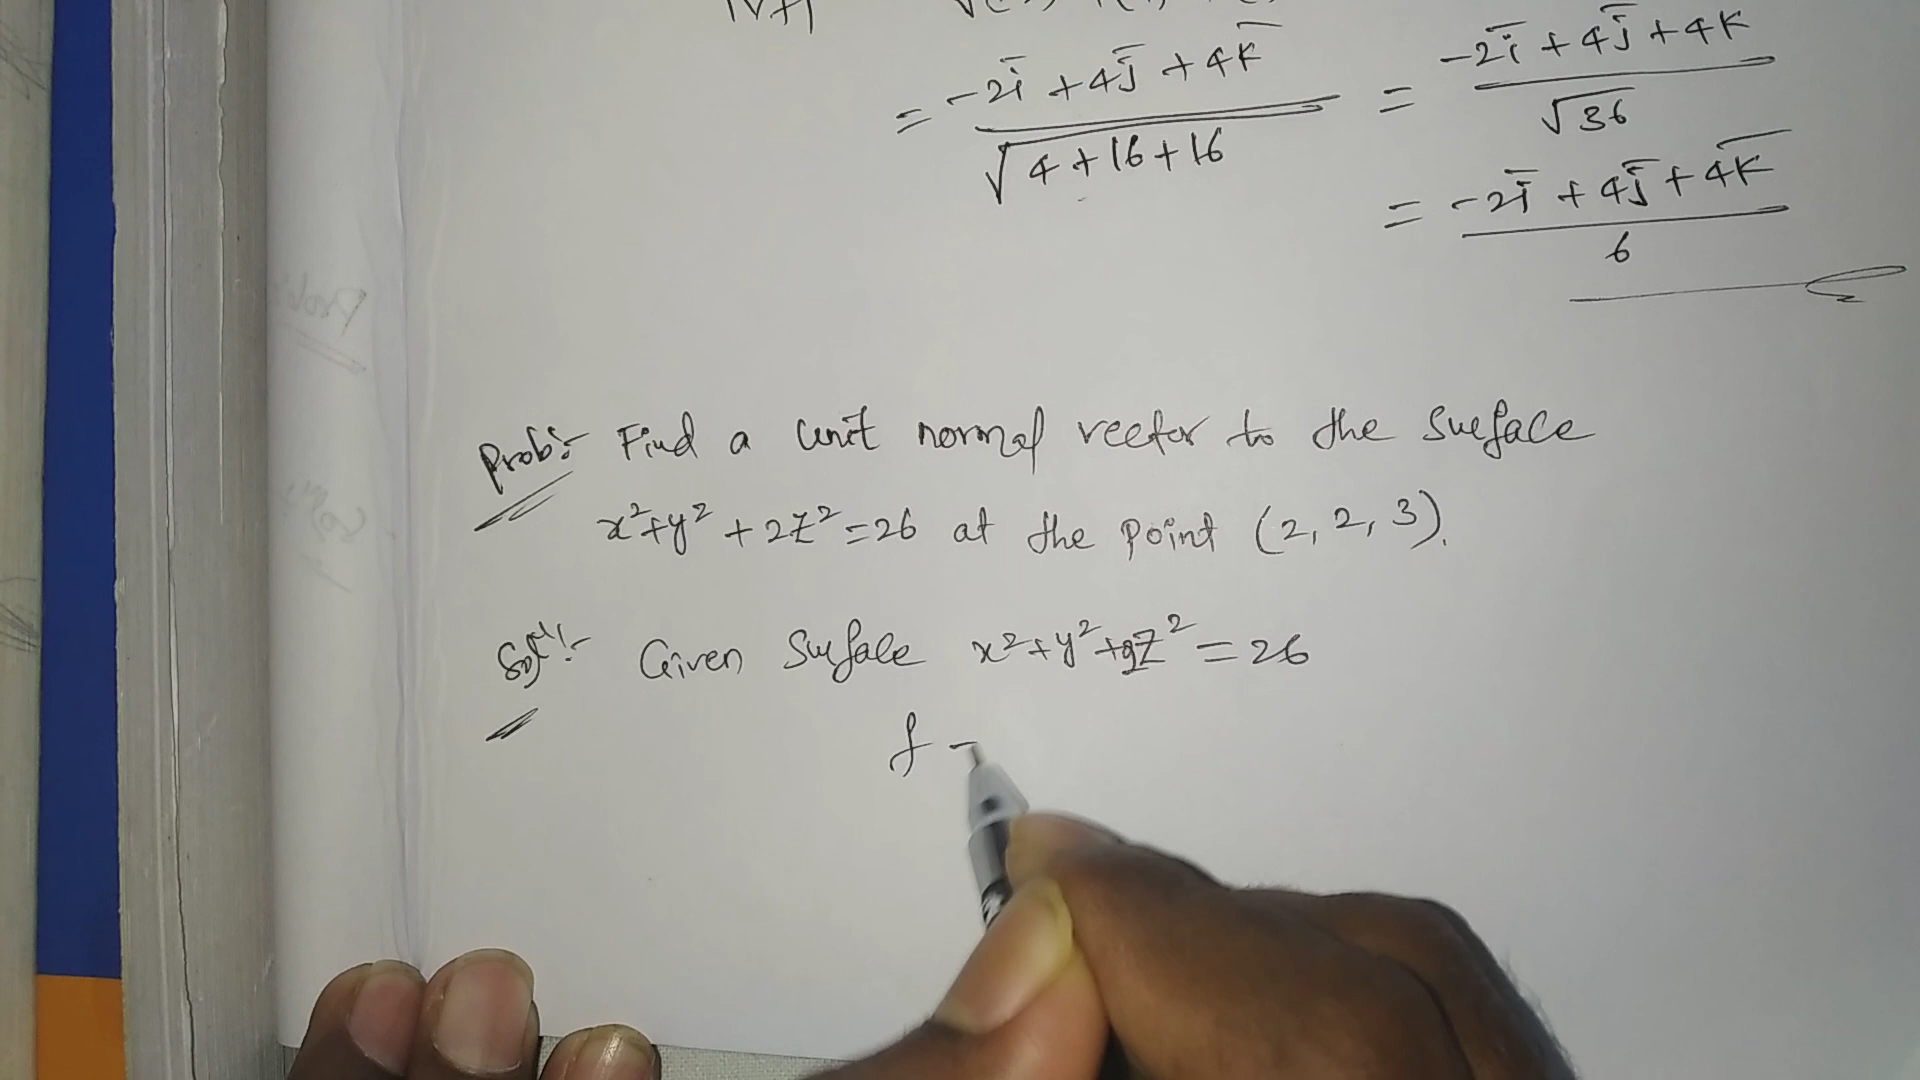 = -2i̅ + 4j̅ + 4k̅ / √4+16+16 = -2i̅ + 4j̅ + 4k / √36
= -2i̅ + 4j̅ + 4k̅ / 6
Prob:- Find a unit normal vector to the surface
x²+y² + 2z² = 26 at the point (2, 2, 3).
Sol:- Given Surface x²+y²+2z² = 26
f -